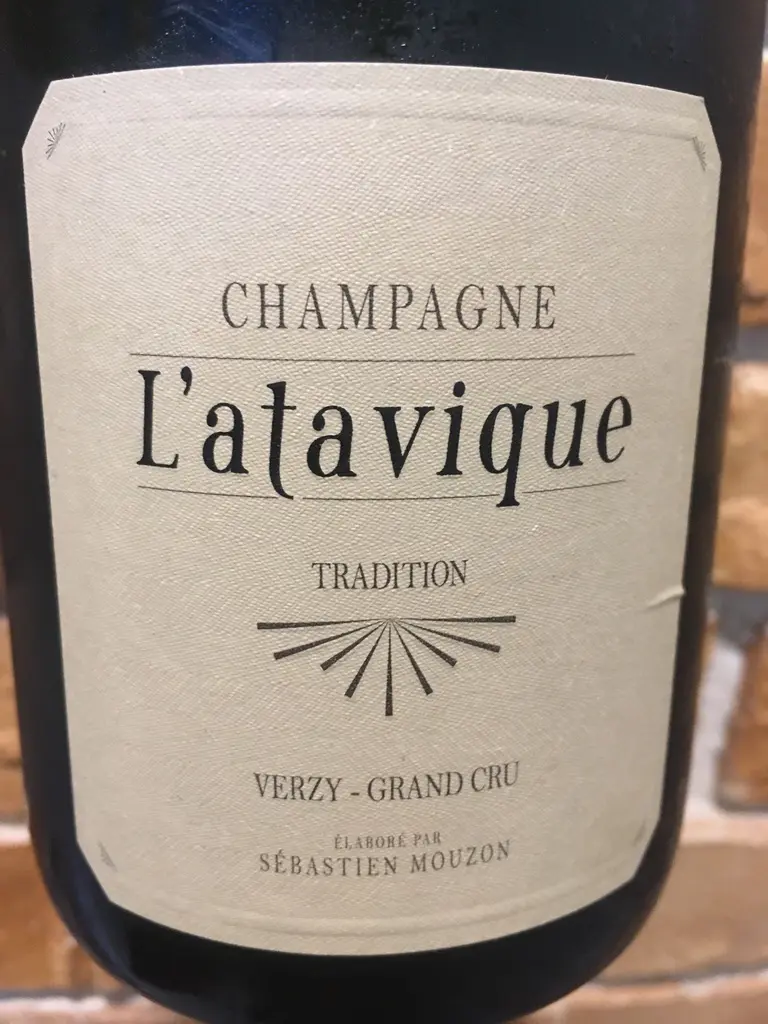 CHAMPAGNE
L'atavique
TRADITION
VERZY - GRAND CRU
ÉLABORÉ PAR
SÉBASTIEN MOUZON